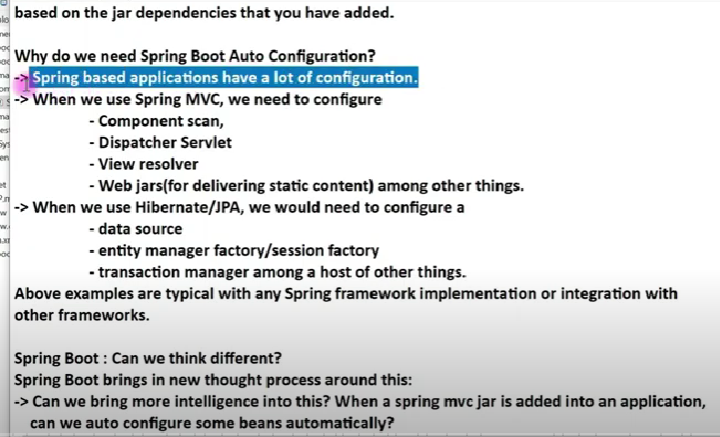 based on the jar dependencies that you have added.
Why do we need Spring Boot Auto Configuration?
-> Spring based applications have a lot of configuration.
-> When we use Spring MVC, we need to configure
- Component scan,
- Dispatcher Servlet
- View resolver
- Web jars(for delivering static content) among other things.
-> When we use Hibernate/JPA, we would need to configure a
- data source
- entity manager factory/session factory
- transaction manager among a host of other things.
Above examples are typical with any Spring framework implementation or integration with
other frameworks.
Spring Boot : Can we think different?
Spring Boot brings in new thought process around this:
-> Can we bring more intelligence into this? When a spring mvc jar is added into an application,
can we auto configure some beans automatically?